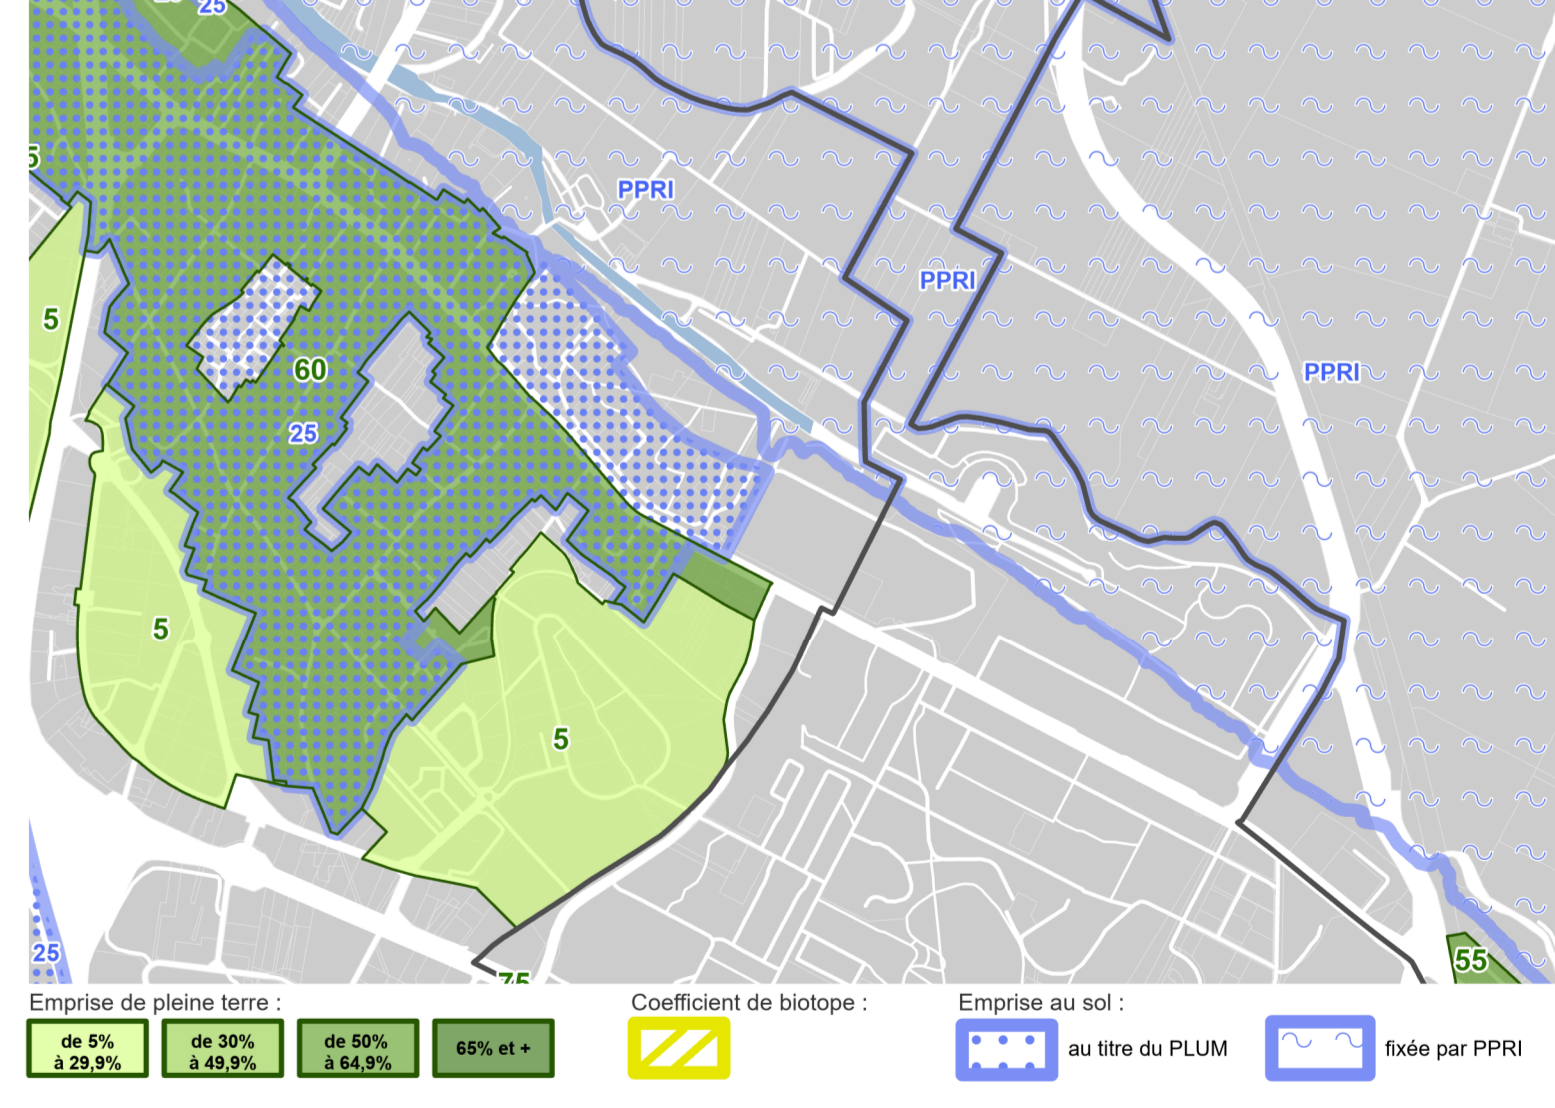 25
5
PPRI
PPRI
5
60
PPRI
25
5
5
25
55
75
Emprise de pleine terre :
Coefficient de biotope :
Emprise au sol :
de 5%
à 29,9%
de 30%
à 49,9%
de 50%
à 64,9%
65% et +
au titre du PLUM
fixée par PPRI